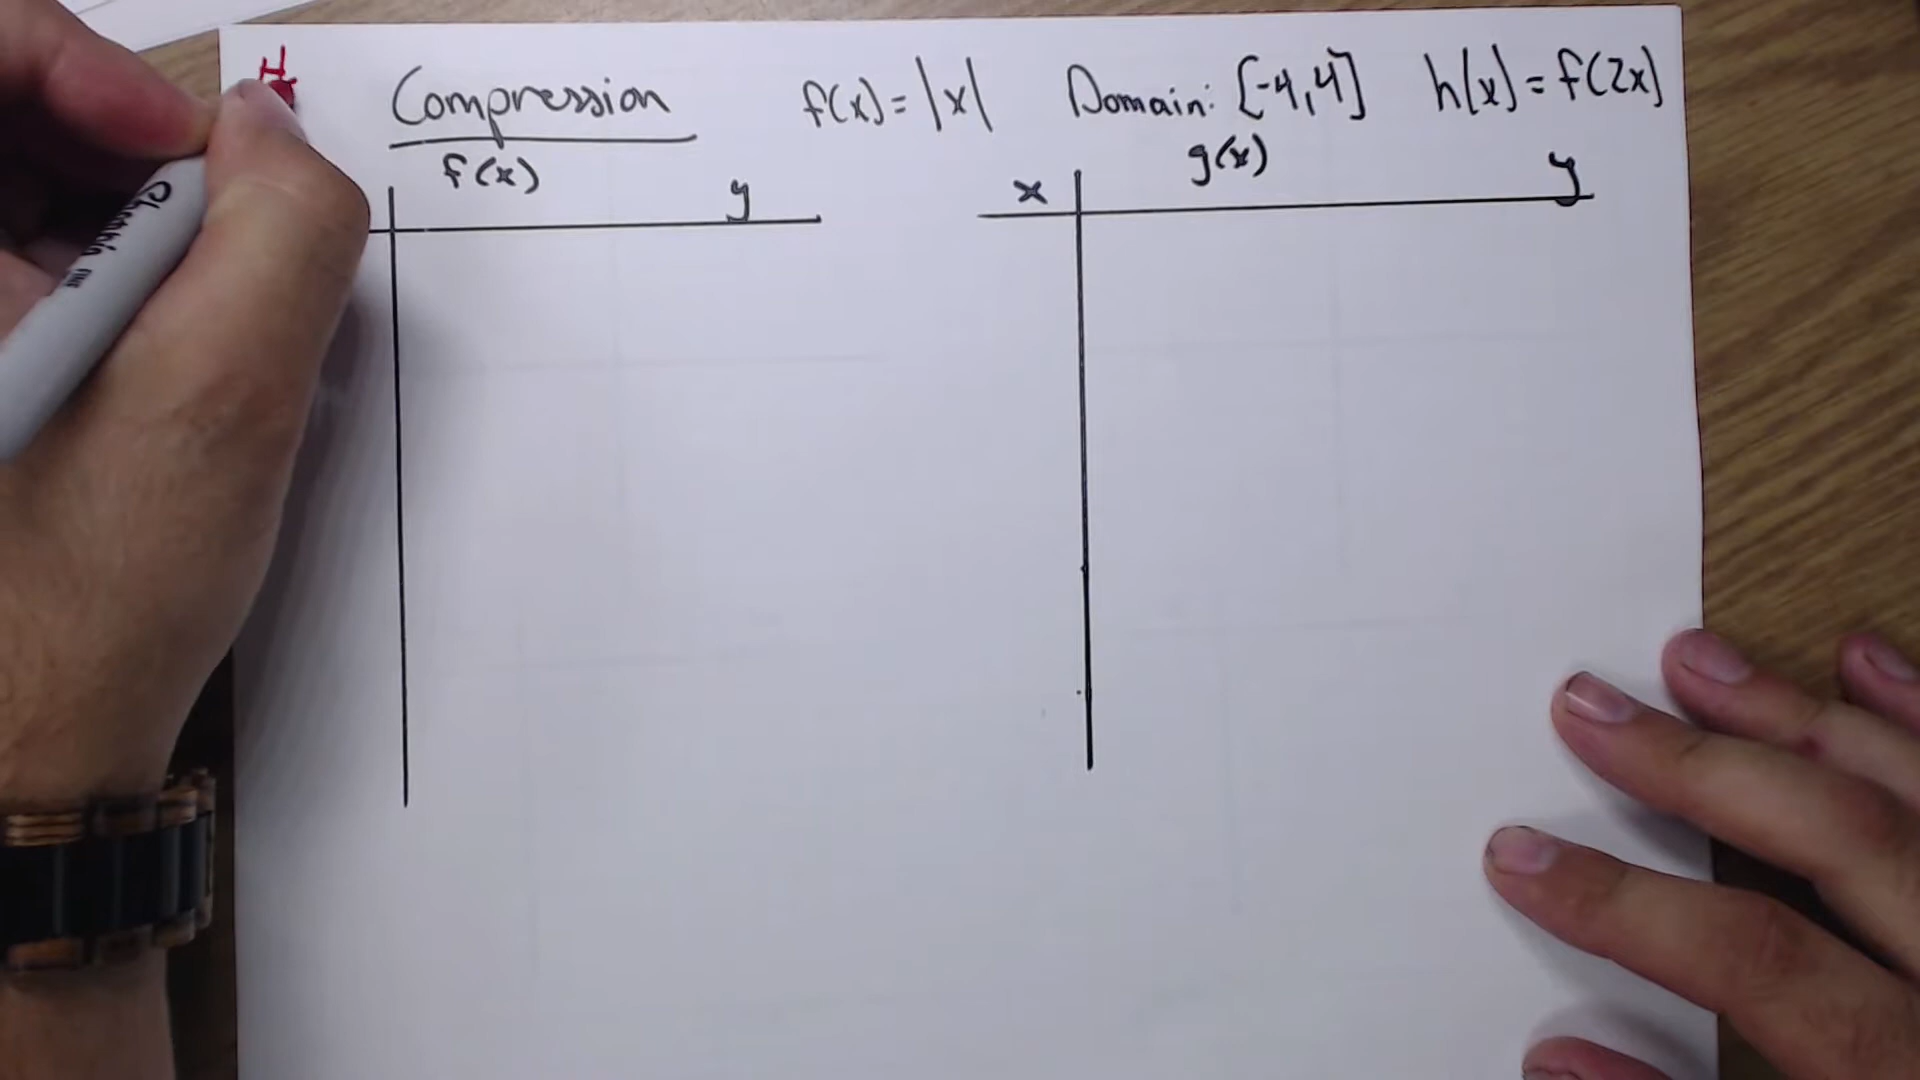 H
Compression f(x) = |x| Domain: [-4,4] h(x) = f(2x)
f(x) y
x g(x) y